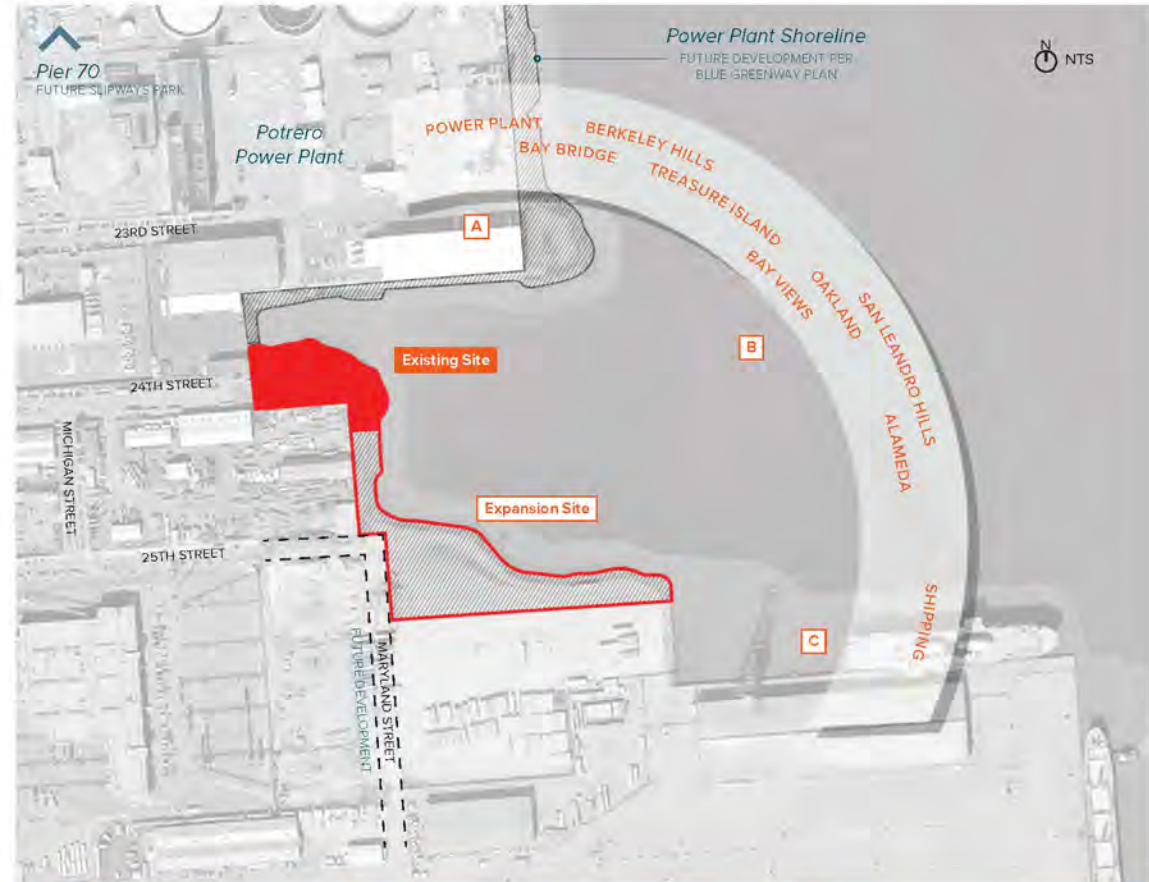 Pier 70
FUTURE SLIPWAYS PARK
Power Plant Shoreline
FUTURE DEVELOPMENT PER
BLUE GREENWAY PLAN
N
NTS
Potrero
Power Plant
POWER PLANT
BERKELEY HILLS
BAY BRIDGE
TREASURE ISLAND
BAY VIEWS
OAKLAND
SAN LEANDRO HILLS
ALAMEDA
SHIPPING
23RD STREET
A
B
Existing Site
24TH STREET
MICHIGAN STREET
Expansion Site
25TH STREET
MARYLAND STREET
FUTURE DEVELOPMENT
C